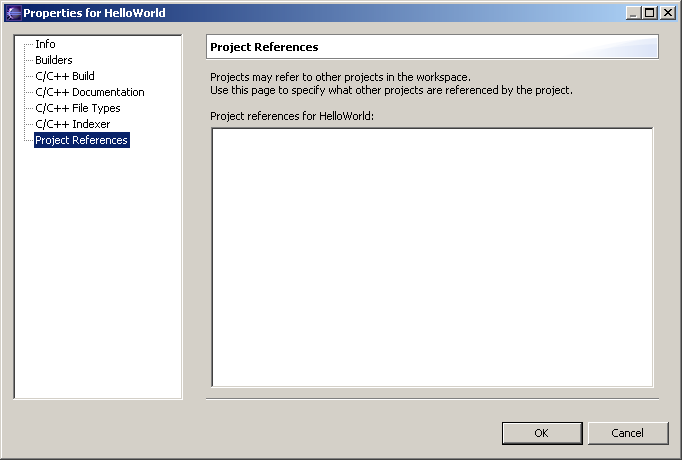 Properties for HelloWorld
Info
Builders
C/C++ Build
C/C++ Documentation
C/C++ File Types
C/C++ Indexer
Project References
Project References
Projects may refer to other projects in the workspace.
Use this page to specify what other projects are referenced by the project.
Project references for HelloWorld:
OK
Cancel